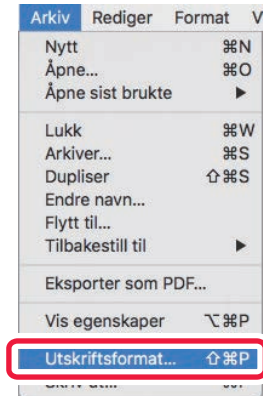 Arkiv Rediger Format V
Nytt ⌘N
Åpne... ⌘O
Åpne sist brukte ▶
Lukk ⌘W
Arkiver... ⌘S
Dupliser ⇧⌘S
Endre navn...
Flytt til...
Tilbakestill til ▶
Eksporter som PDF...
Vis egenskaper ⌥⌘P
Utskriftsformat... ⇧⌘P